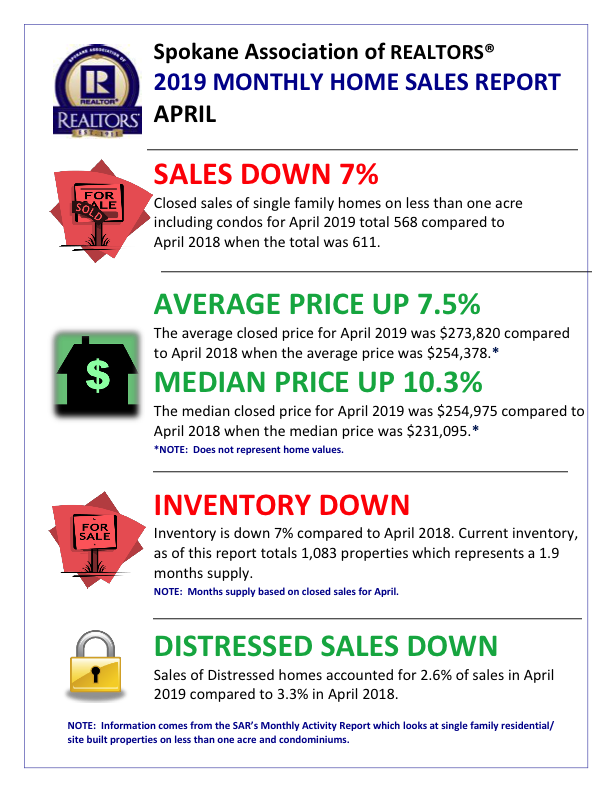 SPOKANE ASSOCIATION OF
R
REALTOR®
REALTORS®
EST 1911
Spokane Association of REALTORS®
2019 MONTHLY HOME SALES REPORT
APRIL
FOR
SALE
SOLD
SALES DOWN 7%
Closed sales of single family homes on less than one acre
including condos for April 2019 total 568 compared to
April 2018 when the total was 611.
$
AVERAGE PRICE UP 7.5%
The average closed price for April 2019 was $273,820 compared
to April 2018 when the average price was $254,378.*
MEDIAN PRICE UP 10.3%
The median closed price for April 2019 was $254,975 compared to
April 2018 when the median price was $231,095.*
*NOTE: Does not represent home values.
FOR
SALE
INVENTORY DOWN
Inventory is down 7% compared to April 2018. Current inventory,
as of this report totals 1,083 properties which represents a 1.9
months supply.
NOTE: Months supply based on closed sales for April.
DISTRESSED SALES DOWN
Sales of Distressed homes accounted for 2.6% of sales in April
2019 compared to 3.3% in April 2018.
NOTE: Information comes from the SAR's Monthly Activity Report which looks at single family residential/
site built properties on less than one acre and condominiums.